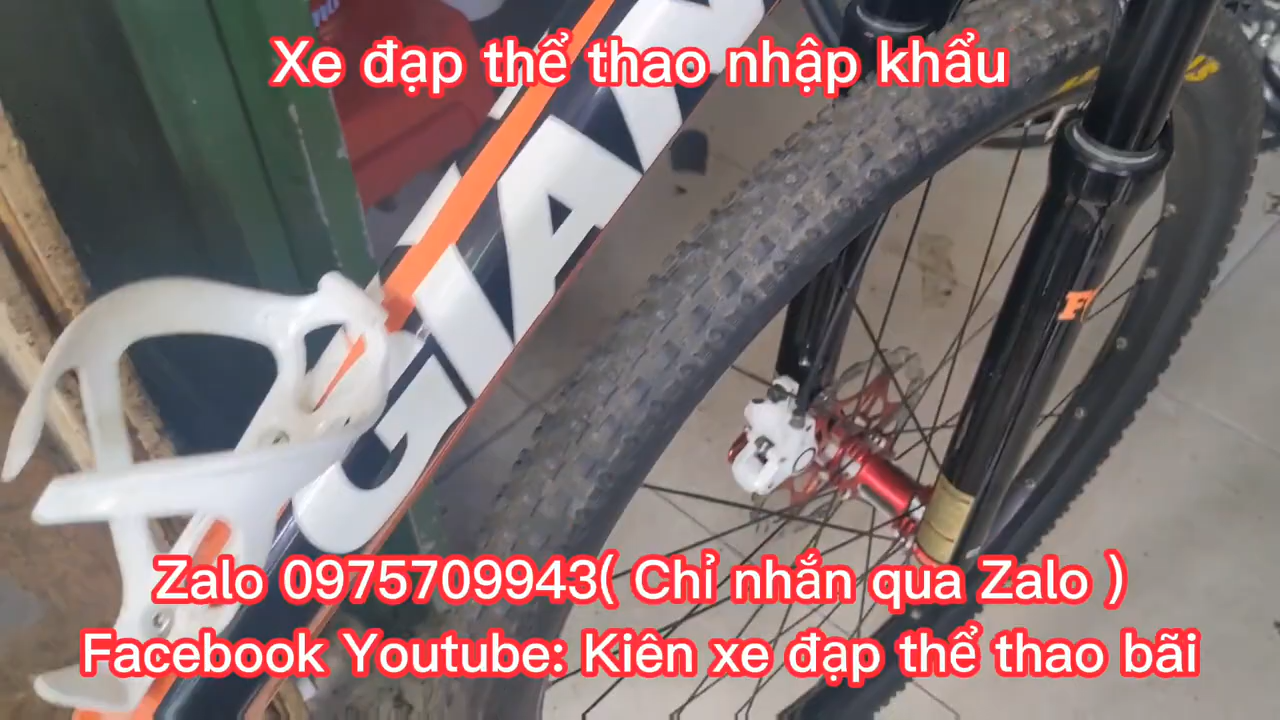 Xe đạp thể thao nhập khẩu
GIAN
Zalo 0975709943( Chỉ nhắn qua Zalo )
Facebook Youtube: Kiên xe đạp thể thao bãi